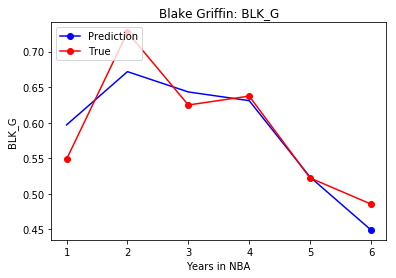 Blake Griffin: BLK_G
Prediction
True
0.70
0.65
0.60
0.55
0.50
0.45
BLK_G
1 2 3 4 5 6
Years in NBA